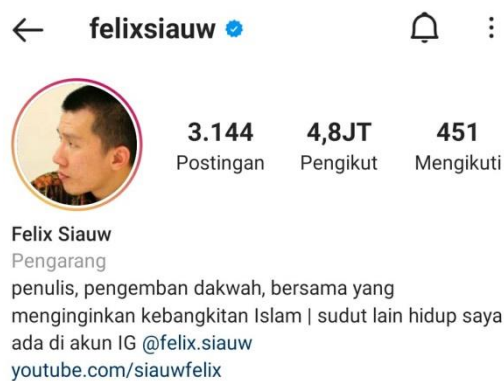 felixsiauw
3.144 4,8JT 451
Postingan Pengikut Mengikuti
Felix Siauw
Pengarang
penulis, pengemban dakwah, bersama yang
menginginkan kebangkitan Islam | sudut lain hidup saya
ada di akun IG @felix.siauw
youtube.com/siauwfelix